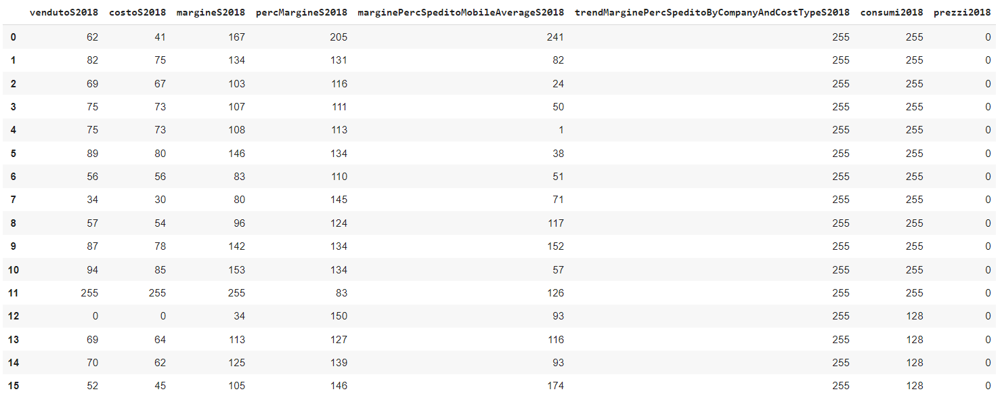 vendutoS2018 costoS2018 margineS2018 percMargineS2018 marginePercSpeditoMobileAverageS2018 trendMarginePercSpeditoByCompanyAndCostTypeS2018 consumi2018 prezzi2018
0 62 41 167 205 241 255 255 0
1 82 75 134 131 82 255 255 0
2 69 67 103 116 24 255 255 0
3 75 73 107 111 50 255 255 0
4 75 73 108 113 1 255 255 0
5 89 80 146 134 38 255 255 0
6 56 56 83 110 51 255 255 0
7 34 30 80 145 71 255 255 0
8 57 54 96 124 117 255 255 0
9 87 78 142 134 152 255 255 0
10 94 85 153 134 57 255 255 0
11 255 255 255 83 126 255 255 0
12 0 0 34 150 93 255 128 0
13 69 64 113 127 116 255 128 0
14 70 62 125 139 93 255 128 0
15 52 45 105 146 174 255 128 0